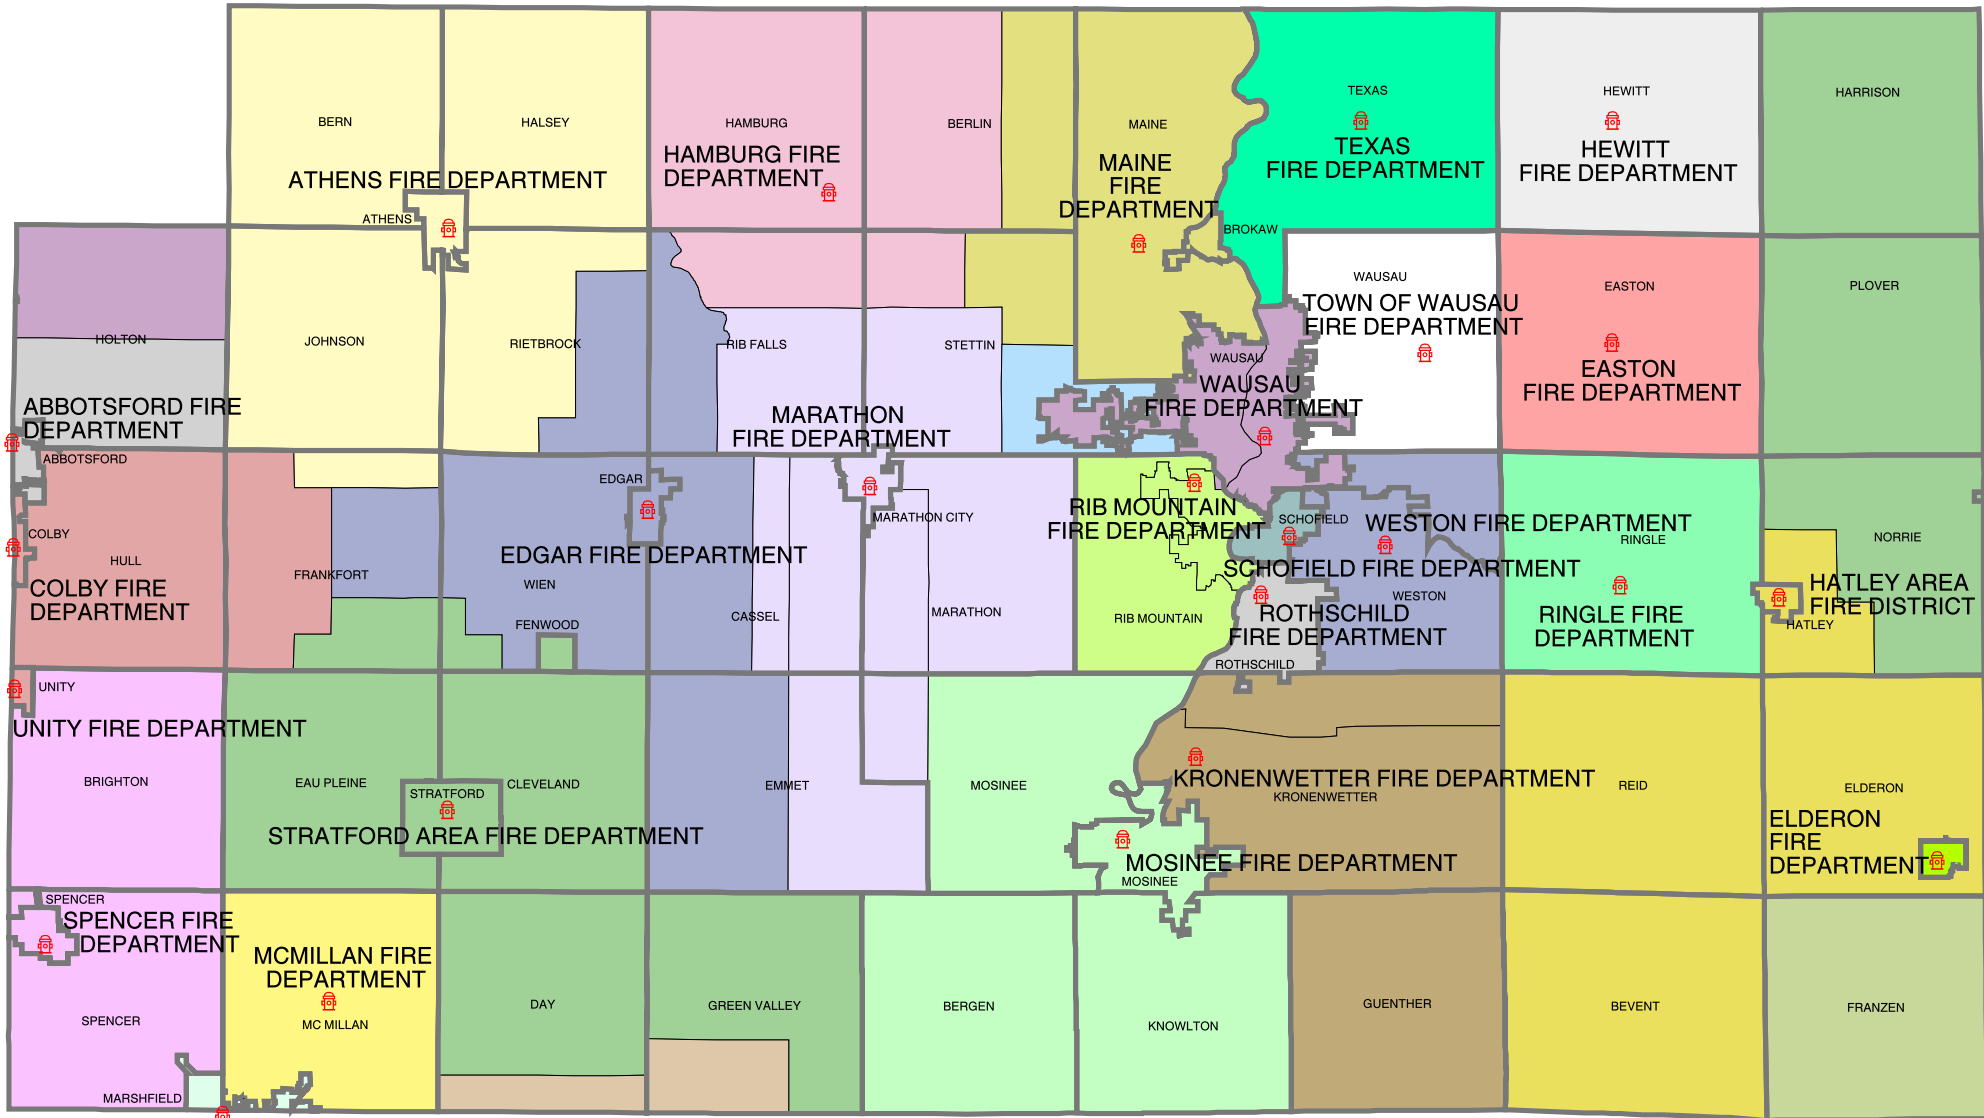 BERN
HALSEY
ATHENS FIRE DEPARTMENT
ATHENS
HAMBURG
HAMBURG FIRE
DEPARTMENT
BERLIN
MAINE
MAINE
FIRE
DEPARTMENT
TEXAS
TEXAS
FIRE DEPARTMENT
BROKAW
HEWITT
HEWITT
FIRE DEPARTMENT
HARRISON
HOLTON
ABBOTSFORD FIRE
DEPARTMENT
ABBOTSFORD
JOHNSON
RIETBROCK
RIB FALLS
STETTIN
MARATHON
FIRE DEPARTMENT
WAUSAU
WAUSAU
FIRE DEPARTMENT
WAUSAU
TOWN OF WAUSAU
FIRE DEPARTMENT
EASTON
EASTON
FIRE DEPARTMENT
PLOVER
COLBY
HULL
COLBY FIRE
DEPARTMENT
FRANKFORT
EDGAR
EDGAR FIRE DEPARTMENT
WIEN
FENWOOD
CASSEL
MARATHON CITY
MARATHON
RIB MOUNTAIN
FIRE DEPARTMENT
RIB MOUNTAIN
SCHOFIELD
SCHOFIELD FIRE DEPARTMENT
WESTON FIRE DEPARTMENT
WESTON
ROTHSCHILD
FIRE DEPARTMENT
ROTHSCHILD
RINGLE
RINGLE FIRE
DEPARTMENT
NORRIE
HATLEY AREA
FIRE DISTRICT
HATLEY
UNITY
UNITY FIRE DEPARTMENT
BRIGHTON
EAU PLEINE
CLEVELAND
STRATFORD
STRATFORD AREA FIRE DEPARTMENT
EMMET
MOSINEE
KRONENWETTER FIRE DEPARTMENT
KRONENWETTER
MOSINEE FIRE DEPARTMENT
MOSINEE
REID
ELDERON
ELDERON
FIRE
DEPARTMENT
SPENCER
SPENCER FIRE
DEPARTMENT
SPENCER
MARSHFIELD
MCMILLAN FIRE
DEPARTMENT
MC MILLAN
DAY
GREEN VALLEY
BERGEN
KNOWLTON
GUENTHER
BEVENT
FRANZEN